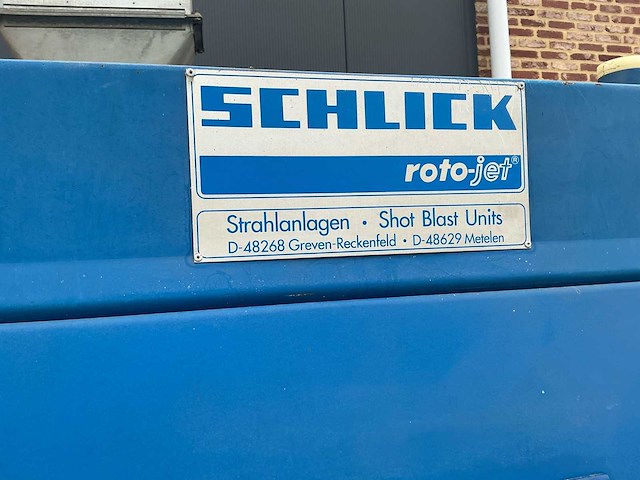 SCHLICK
roto-jet®
Strahlanlagen · Shot Blast Units
D-48268 Greven-Reckenfeld · D-48629 Metelen